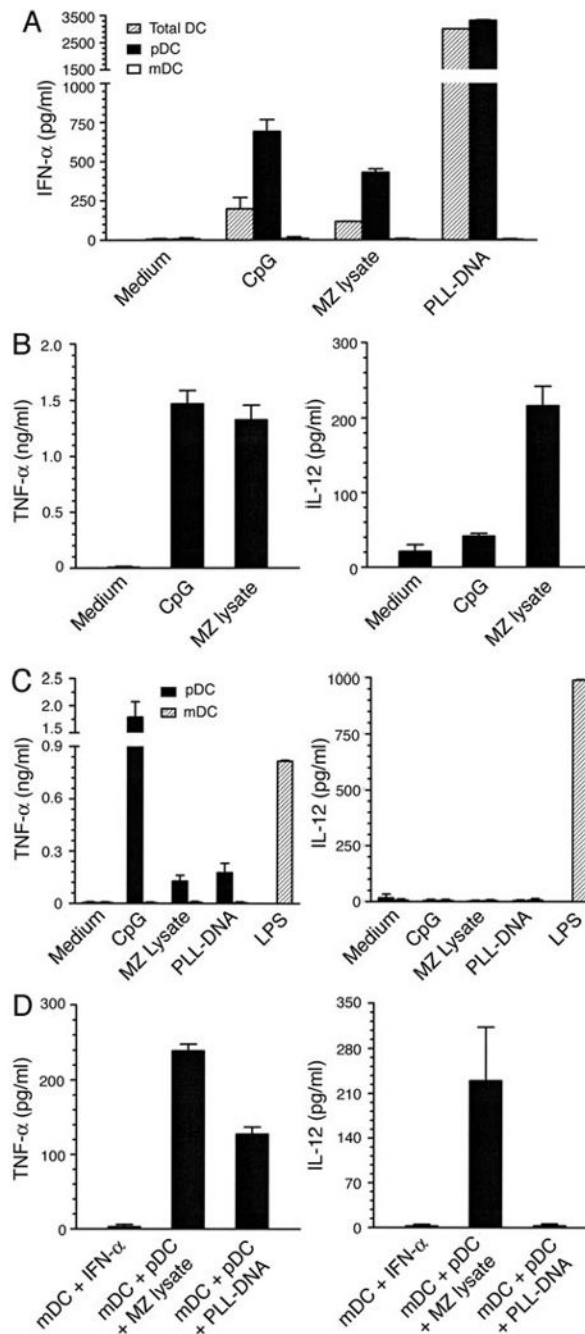 A
Total DC
pDC
mDC
IFN-α (pg/ml)
3500
2500
1500
1000
750
500
250
0
Medium
CpG
MZ lysate
PLL-DNA
B
TNF-α (ng/ml)
2.0
1.5
1.0
.5
0
Medium
CpG
MZ lysate
IL-12 (pg/ml)
300
200
100
0
Medium
CpG
MZ lysate
C
pDC
mDC
TNF-α (ng/ml)
2.5
2.0
1.5
0.9
0.6
0.3
0
Medium
CpG
MZ Lysate
PLL-DNA
LPS
IL-12 (pg/ml)
1000
750
500
250
0
Medium
CpG
MZ Lysate
PLL-DNA
LPS
D
TNF-α (pg/ml)
300
200
100
0
mDC + IFN-α
mDC + pDC
+ MZ lysate
mDC + pDC
+ PLL-DNA
IL-12 (pg/ml)
350
280
210
140
70
0
mDC + IFN-α
mDC + pDC
+ MZ lysate
mDC + pDC
+ PLL-DNA